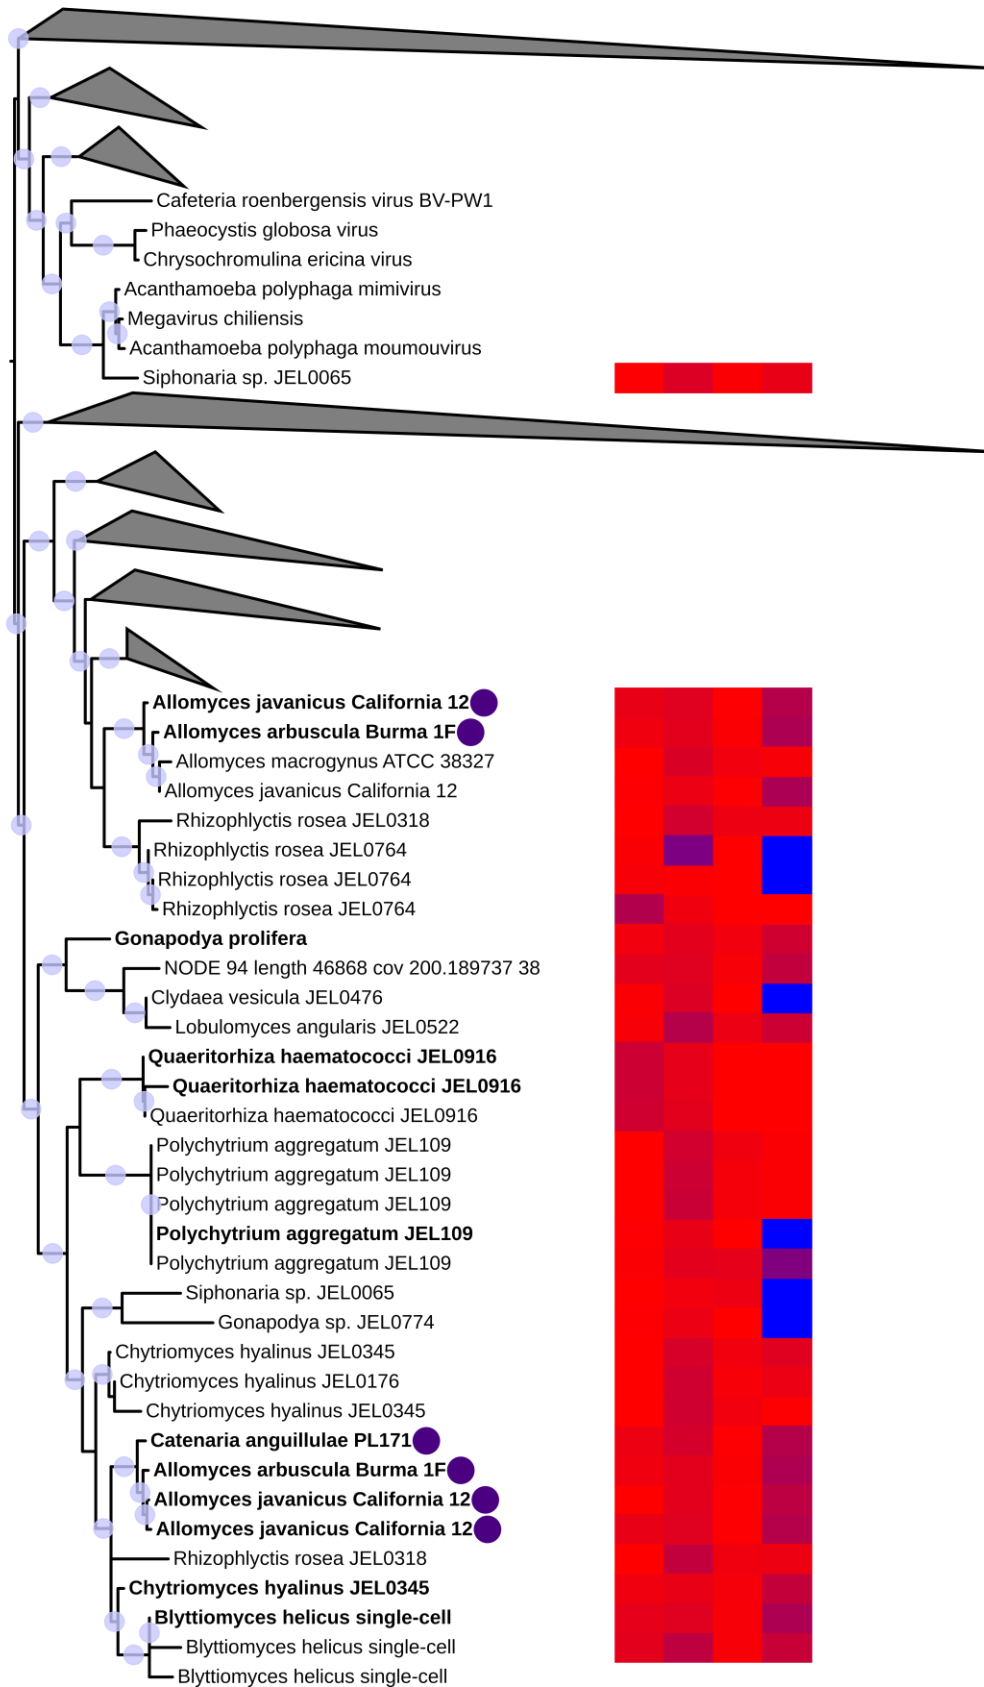 Cafeteria roenbergensis virus BV-PW1
Phaeocystis globosa virus
Chrysochromulina ericina virus
Acanthamoeba polyphaga mimivirus
Megavirus chiliensis
Acanthamoeba polyphaga moumouvirus
Siphonaria sp. JEL0065
Allomyces javanicus California 12
Allomyces arbuscula Burma 1F
Allomyces macrogynus ATCC 38327
Allomyces javanicus California 12
Rhizophlyctis rosea JEL0318
Rhizophlyctis rosea JEL0764
Rhizophlyctis rosea JEL0764
Rhizophlyctis rosea JEL0764
Gonapodya prolifera
NODE 94 length 46868 cov 200.189737 38
Clydaea vesicula JEL0476
Lobulomyces angularis JEL0522
Quaeritorhiza haematococci JEL0916
Quaeritorhiza haematococci JEL0916
Quaeritorhiza haematococci JEL0916
Polychytrium aggregatum JEL109
Polychytrium aggregatum JEL109
Polychytrium aggregatum JEL109
Polychytrium aggregatum JEL109
Polychytrium aggregatum JEL109
Siphonaria sp. JEL0065
Gonapodya sp. JEL0774
Chytriomyces hyalinus JEL0345
Chytriomyces hyalinus JEL0176
Chytriomyces hyalinus JEL0345
Catenaria anguillulae PL171
Allomyces arbuscula Burma 1F
Allomyces javanicus California 12
Allomyces javanicus California 12
Rhizophlyctis rosea JEL0318
Chytriomyces hyalinus JEL0345
Blyttiomyces helicus single-cell
Blyttiomyces helicus single-cell
Blyttiomyces helicus single-cell